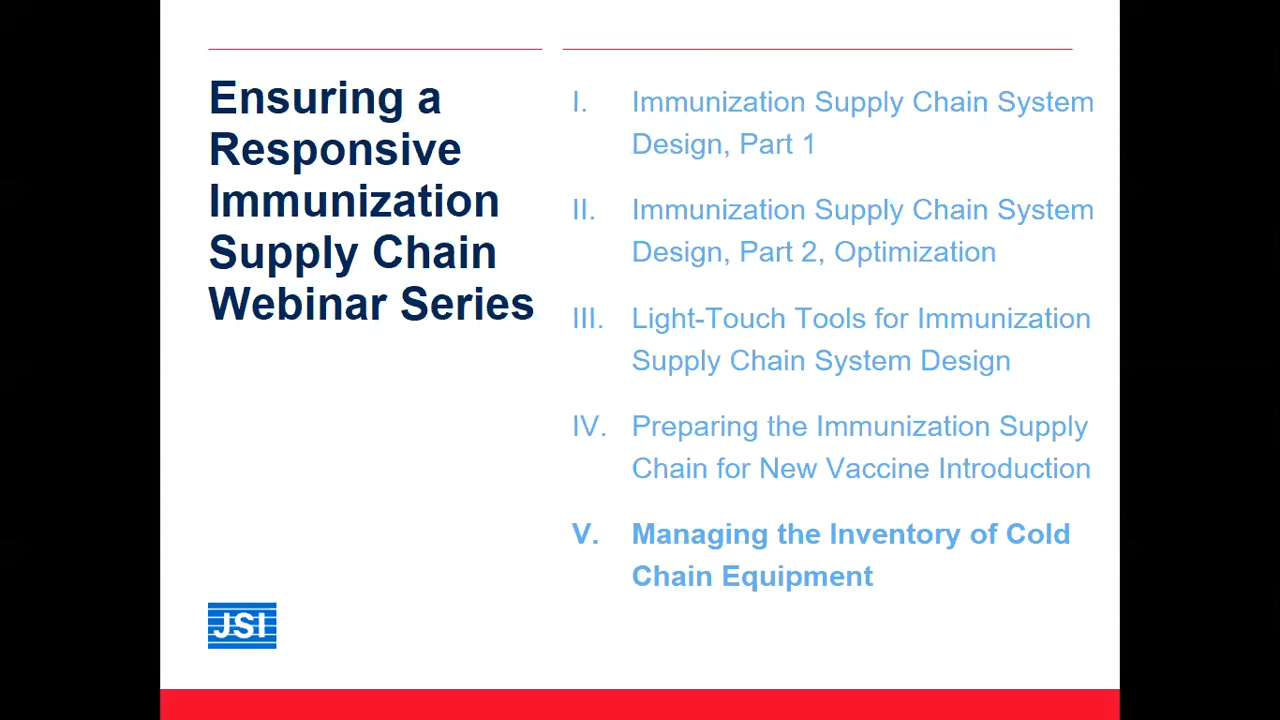 Ensuring a
Responsive
Immunization
Supply Chain
Webinar Series
I. Immunization Supply Chain System
Design, Part 1
II. Immunization Supply Chain System
Design, Part 2, Optimization
III. Light-Touch Tools for Immunization
Supply Chain System Design
IV. Preparing the Immunization Supply
Chain for New Vaccine Introduction
V. Managing the Inventory of Cold
Chain Equipment
JSI